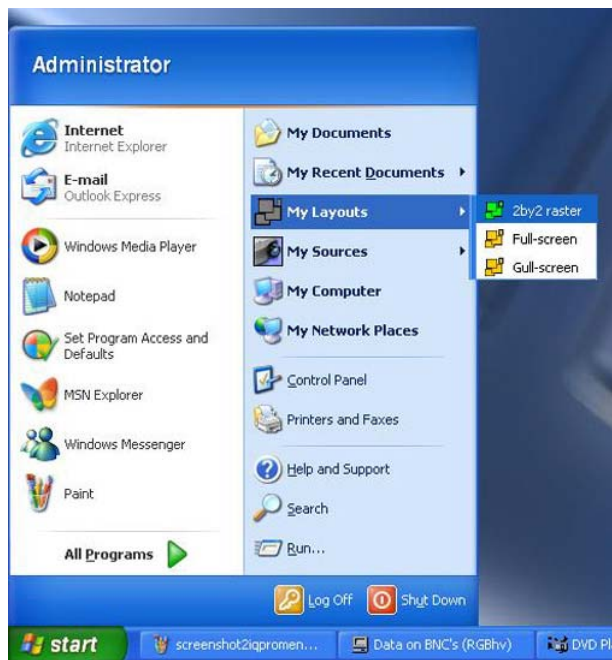 Administrator
Internet
Internet Explorer
E-mail
Outlook Express
Windows Media Player
Notepad
Set Program Access and
Defaults
MSN Explorer
Windows Messenger
Paint
All Programs
My Documents
My Recent Documents
My Layouts
My Sources
My Computer
My Network Places
Control Panel
Printers and Faxes
Help and Support
Search
Run...
2by2 raster
Full-screen
Gull-screen
Log Off
Shut Down
start
screenshot2iqpromen...
Data on BNC's (RGBhv)
DVD Pl